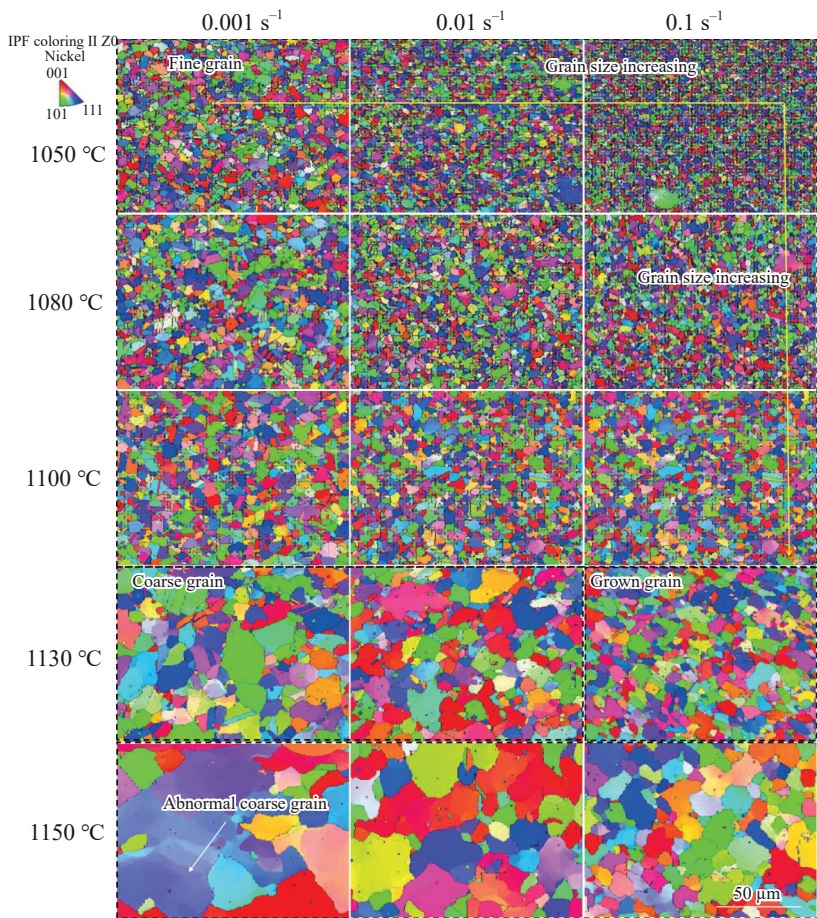 0.001 s⁻¹ 0.01 s⁻¹ 0.1 s⁻¹
IPF coloring II Z0
Nickel
001
101 111
Fine grain Grain size increasing
1050 °C
Grain size increasing
1080 °C
1100 °C
Coarse grain Grown grain
1130 °C
Abnormal coarse grain
1150 °C
50 µm